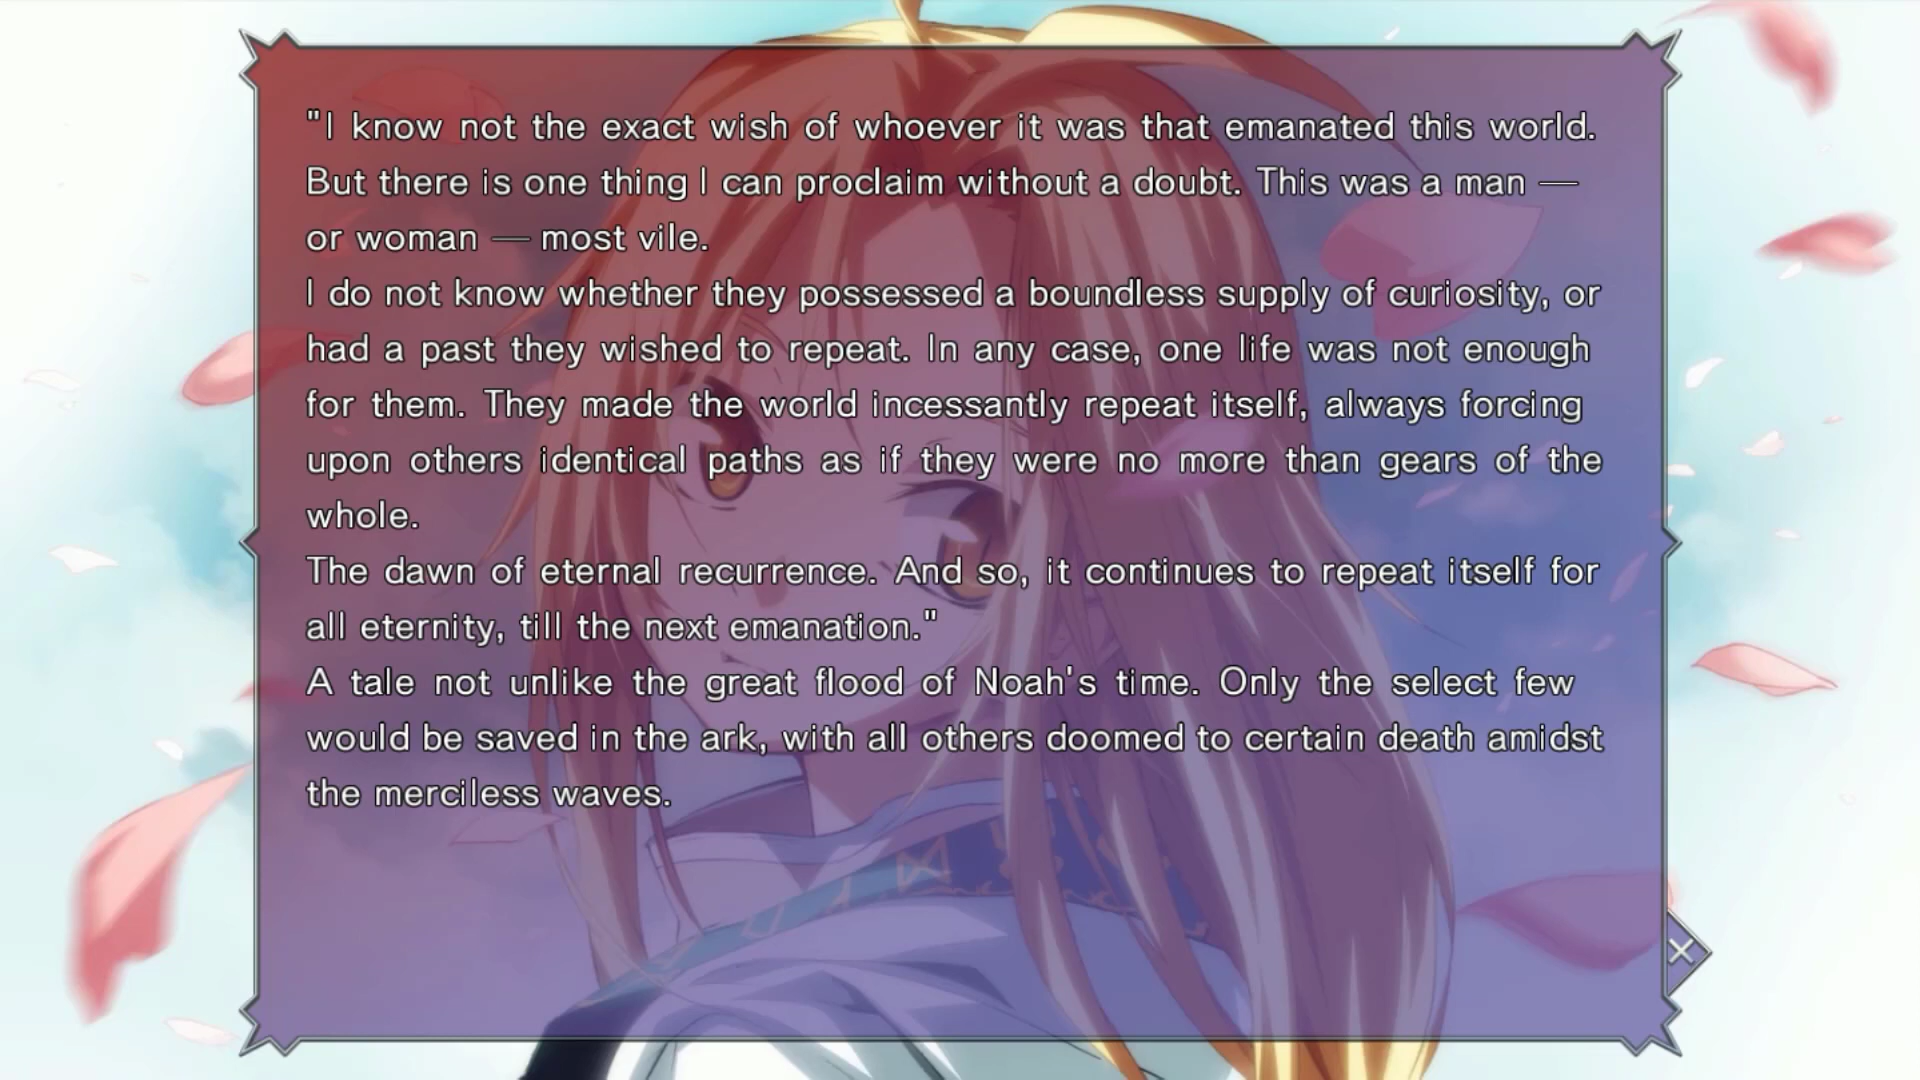 "I know not the exact wish of whoever it was that emanated this world.
But there is one thing I can proclaim without a doubt. This was a man —
or woman — most vile.
I do not know whether they possessed a boundless supply of curiosity, or
had a past they wished to repeat. In any case, one life was not enough
for them. They made the world incessantly repeat itself, always forcing
upon others identical paths as if they were no more than gears of the
whole.
The dawn of eternal recurrence. And so, it continues to repeat itself for
all eternity, till the next emanation."
A tale not unlike the great flood of Noah's time. Only the select few
would be saved in the ark, with all others doomed to certain death amidst
the merciless waves.